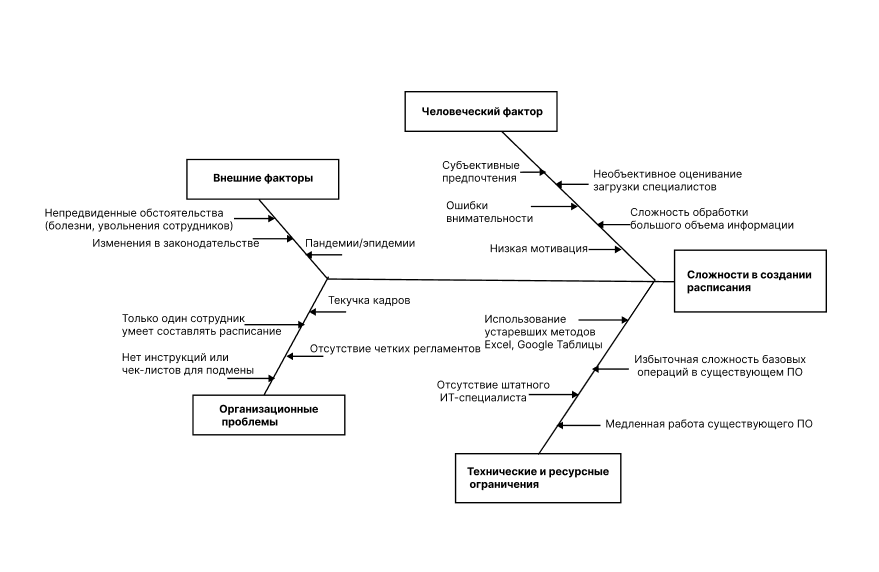 Человеческий фактор
Субъективные
предпочтения
Необъективное оценивание
загрузки специалистов
Ошибки
внимательности
Сложность обработки
большого объема информации
Низкая мотивация
Внешние факторы
Непредвиденные обстоятельства
(болезни, увольнения сотрудников)
Изменения в законодательстве
Пандемии/эпидемии
Сложности в создании
расписания
Текучка кадров
Только один сотрудник
умеет составлять расписание
Отсутствие четких регламентов
Нет инструкций или
чек-листов для подмены
Организационные
проблемы
Использование
устаревших методов
Excel, Google Таблицы
Избыточная сложность базовых
операций в существующем ПО
Отсутствие штатного
ИТ-специалиста
Медленная работа существующего ПО
Технические и ресурсные
ограничения